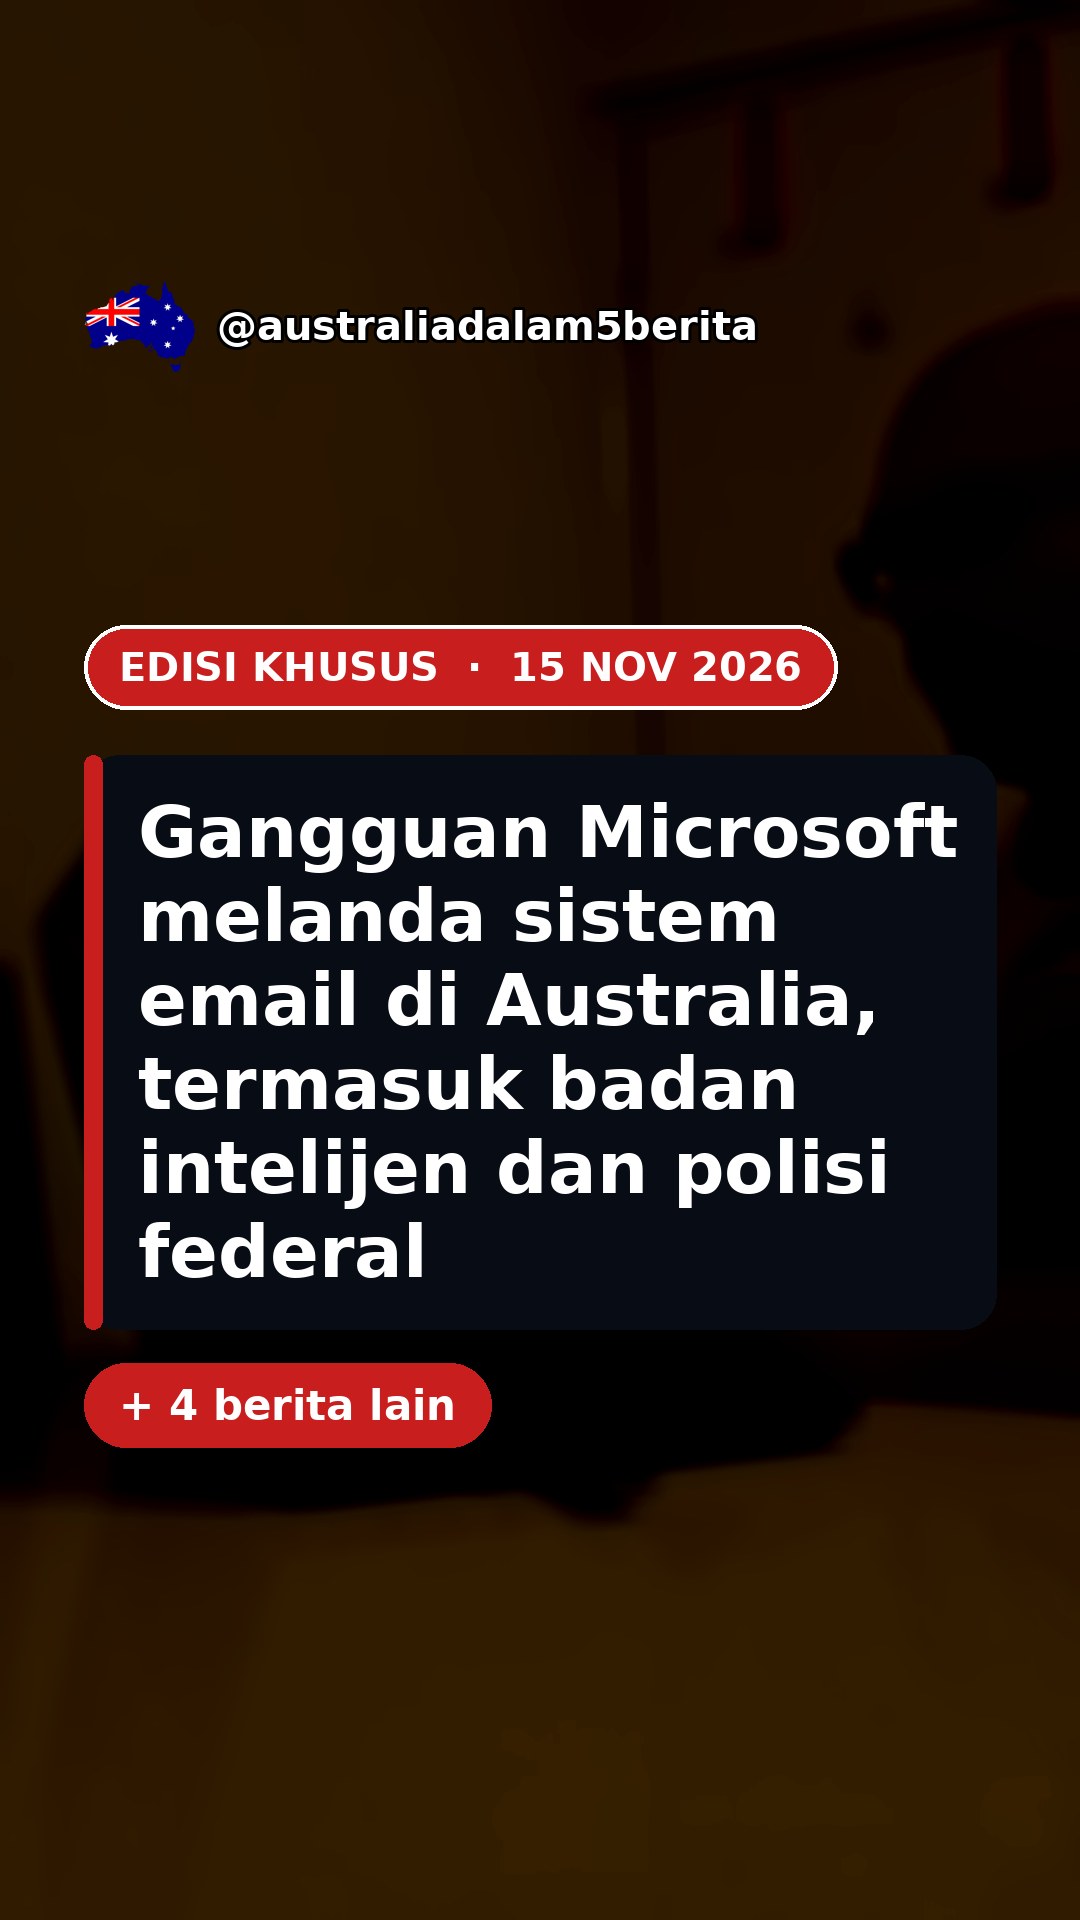 @australiadalam5berita
EDISI KHUSUS · 15 NOV 2026
Gangguan Microsoft
melanda sistem
email di Australia,
termasuk badan
intelijen dan polisi
federal
+ 4 berita lain